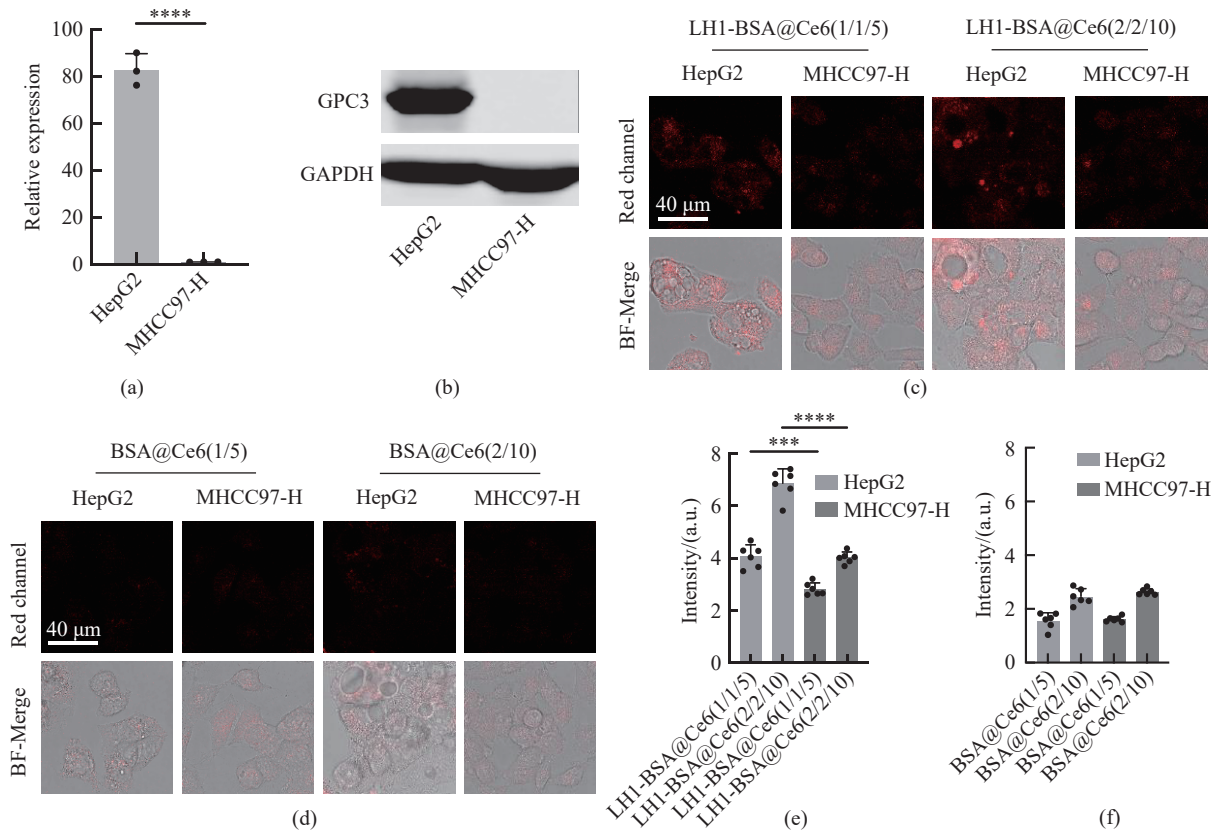 (a)
****
Relative expression
100
80
60
40
20
0
HepG2
MHCC97-H
(a)
GPC3
GAPDH
HepG2
MHCC97-H
(b)
LH1-BSA@Ce6(1/1/5)
LH1-BSA@Ce6(2/2/10)
HepG2
MHCC97-H
HepG2
MHCC97-H
Red channel
40 μm
BF-Merge
(c)
BSA@Ce6(1/5)
BSA@Ce6(2/10)
HepG2
MHCC97-H
HepG2
MHCC97-H
Red channel
40 μm
BF-Merge
(d)
****
***
Intensity/(a.u.)
8
6
4
2
0
HepG2
MHCC97-H
LH1-BSA@Ce6(1/1/5)
LH1-BSA@Ce6(2/2/10)
LH1-BSA@Ce6(1/1/5)
LH1-BSA@Ce6(2/2/10)
(e)
Intensity/(a.u.)
8
6
4
2
0
HepG2
MHCC97-H
BSA@Ce6(1/5)
BSA@Ce6(2/10)
BSA@Ce6(1/5)
BSA@Ce6(2/10)
(f)